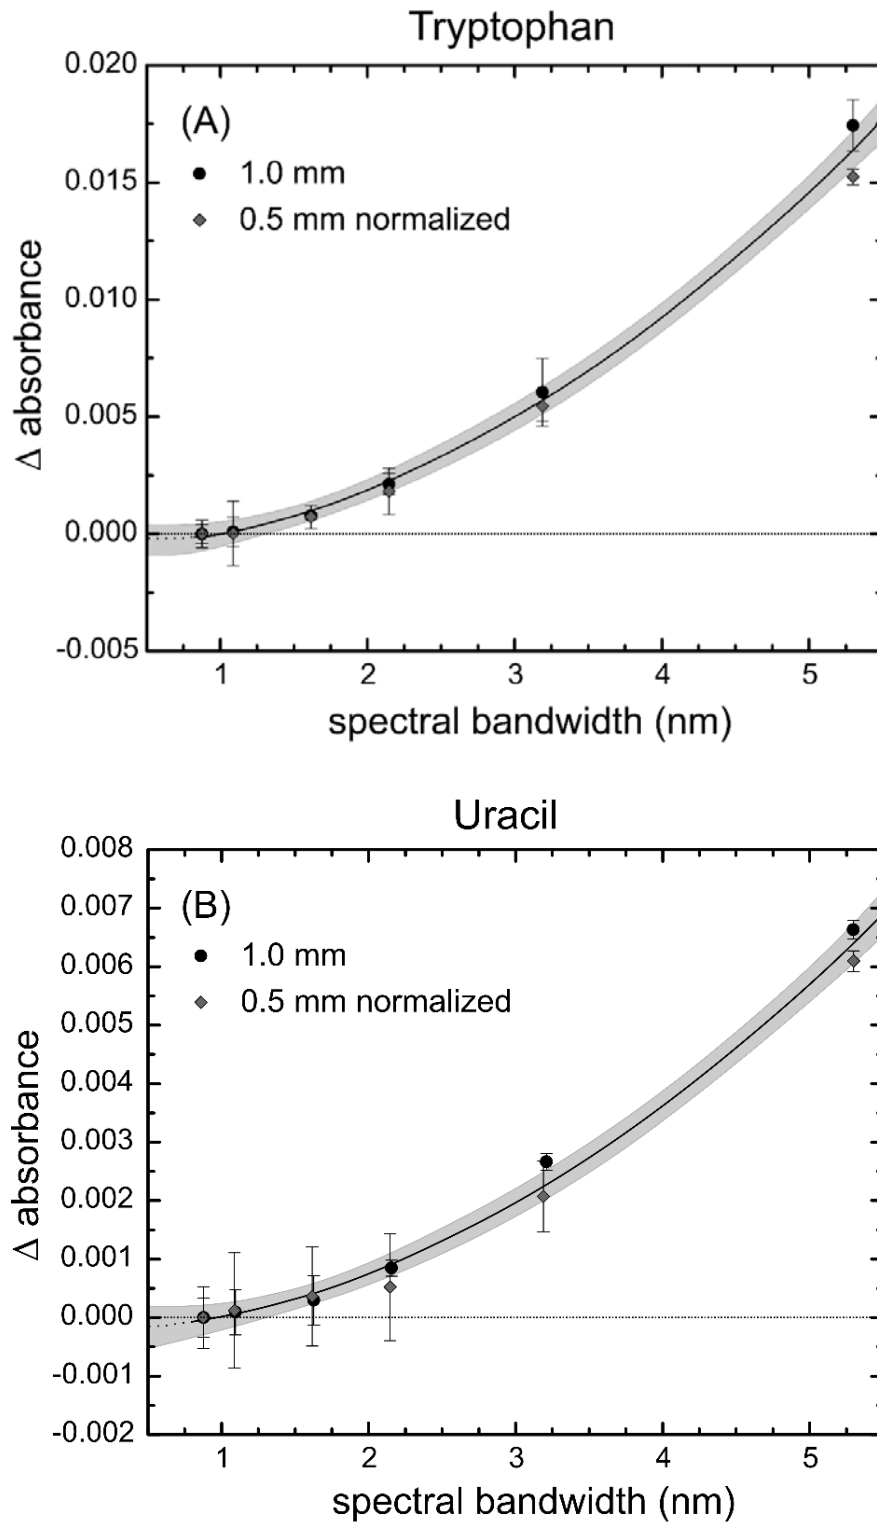 Tryptophan
0.020
(A)
1.0 mm
0.015
0.5 mm normalized
0.010
Δ absorbance
0.005
0.000
-0.005
1 2 3 4 5
spectral bandwidth (nm)
Uracil
0.008
(B)
0.007
1.0 mm
0.006
0.5 mm normalized
0.005
0.004
Δ absorbance
0.003
0.002
0.001
0.000
-0.001
-0.002
1 2 3 4 5
spectral bandwidth (nm)